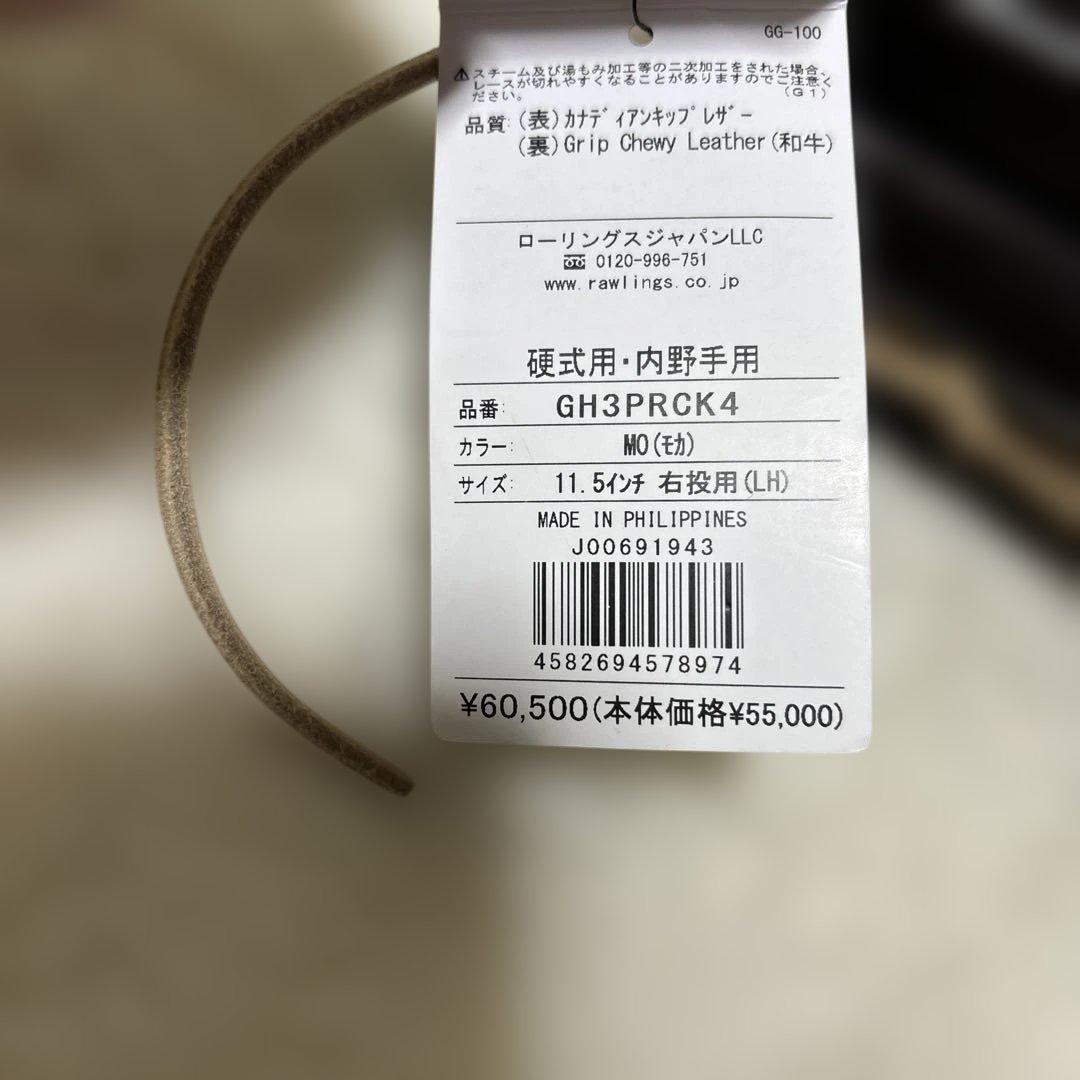 GG-100
⚠スチーム及び湯もみ加工等の二次加工をされた場合、
レースが切れやすくなることがありますのでご注意く
ださい。 (G1)
品質:(表)ｶﾅﾃﾞｨｱﾝｷｯﾌﾟﾚｻﾞｰ
(裏)Grip Chewy Leather(和牛)
ローリングスジャパンLLC
0120-996-751
www.rawlings.co.jp
硬式用・内野手用
品番: GH3PRCK4
カラー: MO(ﾓｶ)
サイズ: 11.5ｲﾝﾁ 右投用(LH)
MADE IN PHILIPPINES
J00691943
4582694578974
¥60,500(本体価格¥55,000)